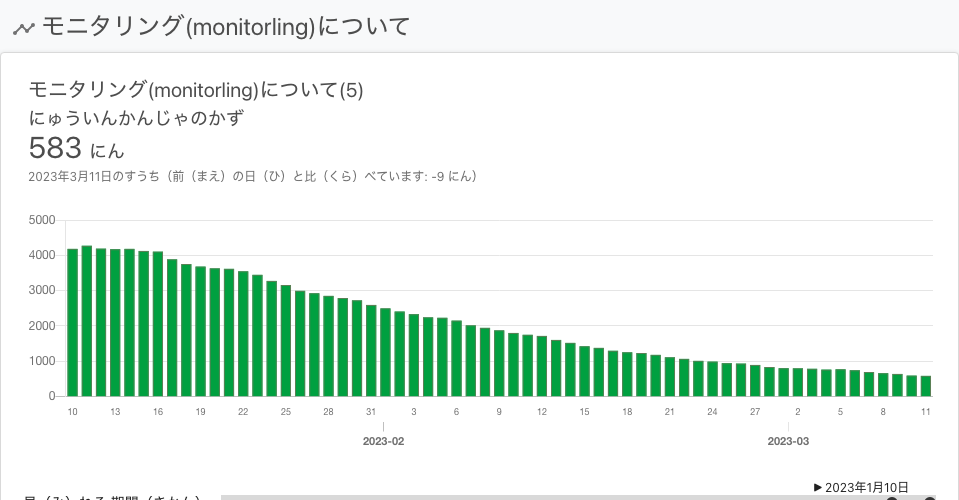 モニタリング(monitorling)について
モニタリング(monitorling)について(5)
にゅういんかんじゃのかず
583 にん
2023年3月11日のすうち（前（まえ）の日（ひ）と比（くら）べています: -9 にん）
5000
4000
3000
2000
1000
0
10 13 16 19 22 25 28 31 3 6 9 12 15 18 21 24 27 2 5 8 11
2023-02 2023-03
▶ 2023年1月10日